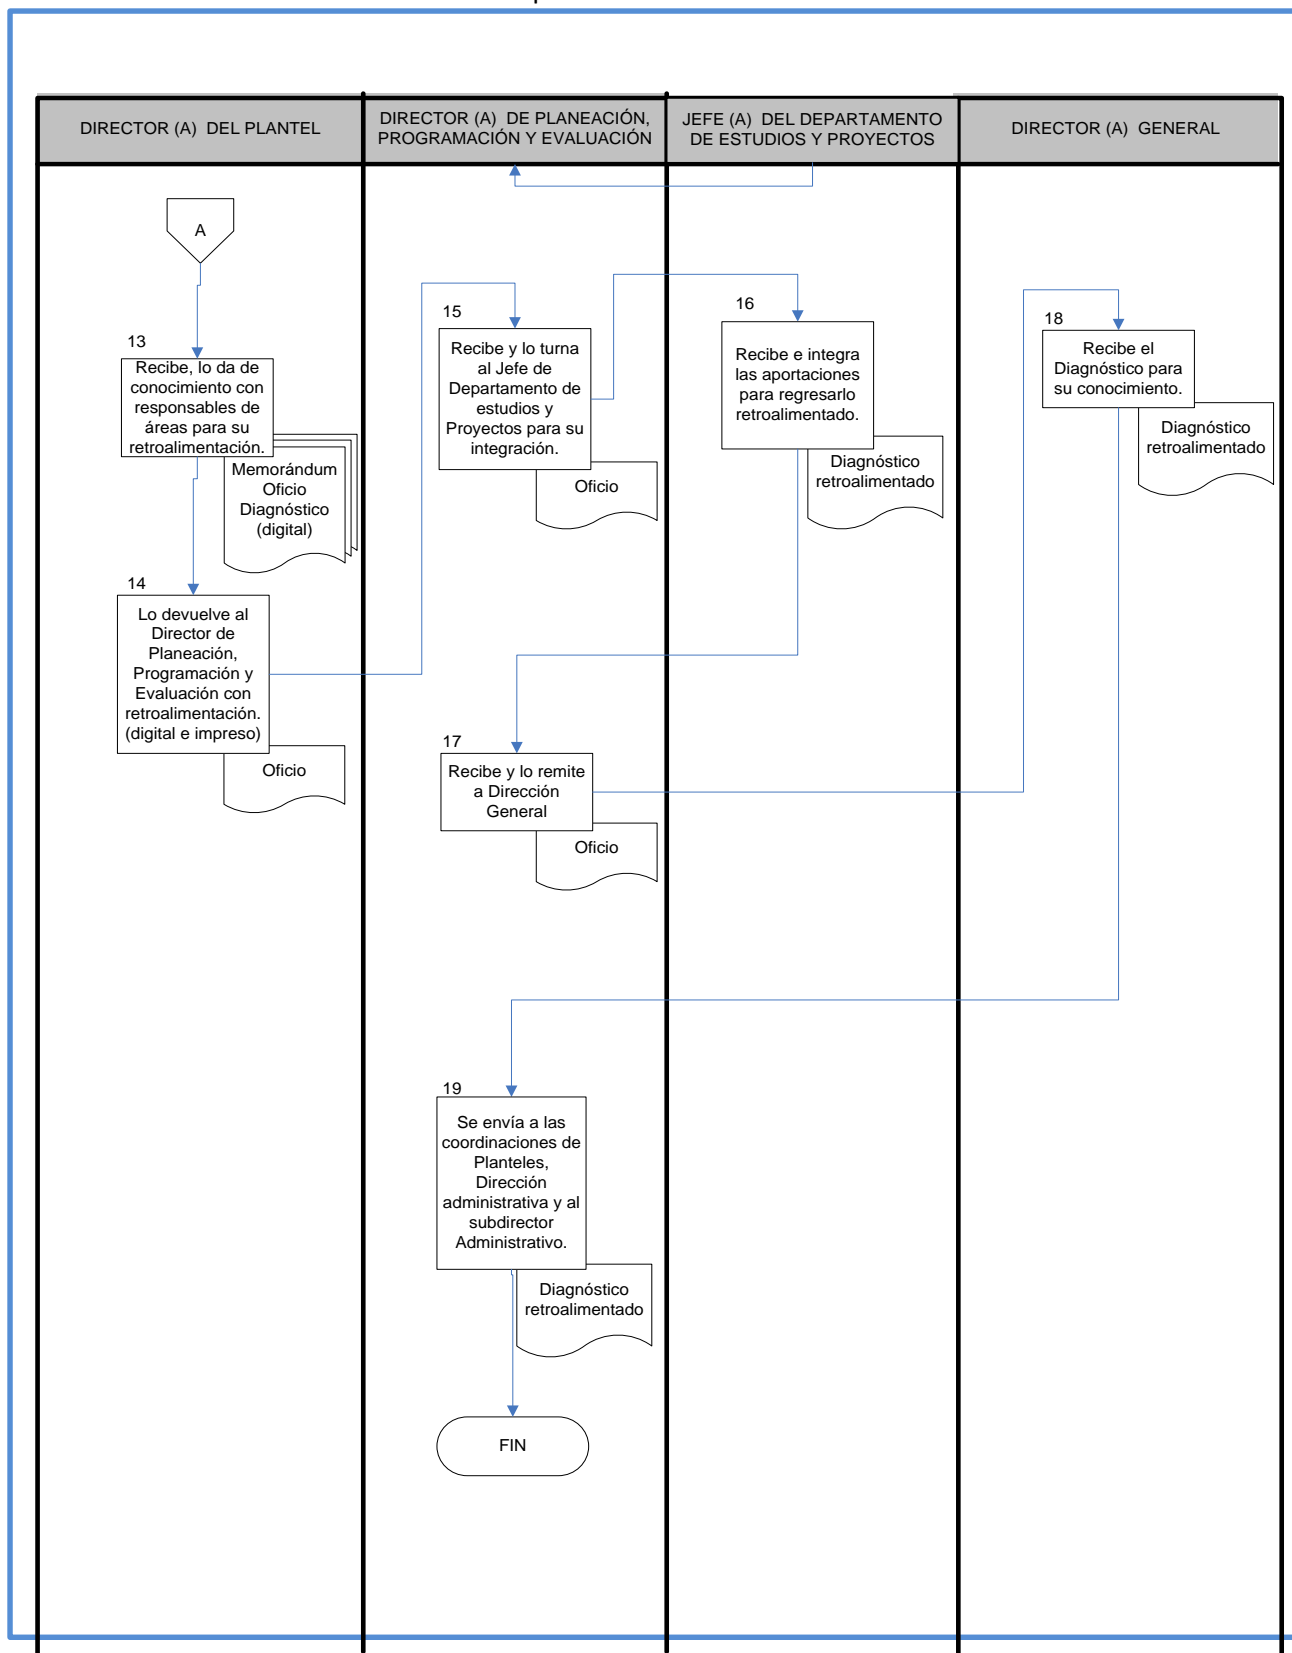 DIRECTOR (A) DEL PLANTEL
DIRECTOR (A) DE PLANEACIÓN,
PROGRAMACIÓN Y EVALUACIÓN
JEFE (A) DEL DEPARTAMENTO
DE ESTUDIOS Y PROYECTOS
DIRECTOR (A) GENERAL
A
13
Recibe, lo da de
conocimiento con
responsables de
áreas para su
retroalimentación.
Memorándum
Oficio
Diagnóstico
(digital)
14
Lo devuelve al
Director de
Planeación,
Programación y
Evaluación con
retroalimentación.
(digital e impreso)
Oficio
15
Recibe y lo turna
al Jefe de
Departamento de
estudios y
Proyectos para su
integración.
Oficio
16
Recibe e integra
las aportaciones
para regresarlo
retroalimentado.
Diagnóstico
retroalimentado
17
Recibe y lo remite
a Dirección
General
Oficio
18
Recibe el
Diagnóstico para
su conocimiento.
Diagnóstico
retroalimentado
19
Se envía a las
coordinaciones de
Planteles,
Dirección
administrativa y al
subdirector
Administrativo.
Diagnóstico
retroalimentado
FIN